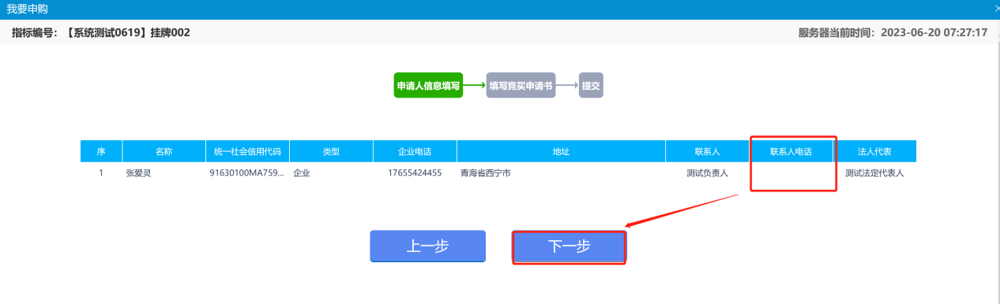 我要申购
指标编号：【系统测试0619】挂牌002 服务器当前时间：2023-06-20 07:27:17
申请人信息填写 填写竞买申请书 提交
序 名称 统一社会信用代码 类型 企业电话 地址 联系人 联系人电话 法人代表
1 张爱灵 91630100MA759... 企业 17655424455 青海省西宁市 测试负责人 测试法定代表人
上一步 下一步